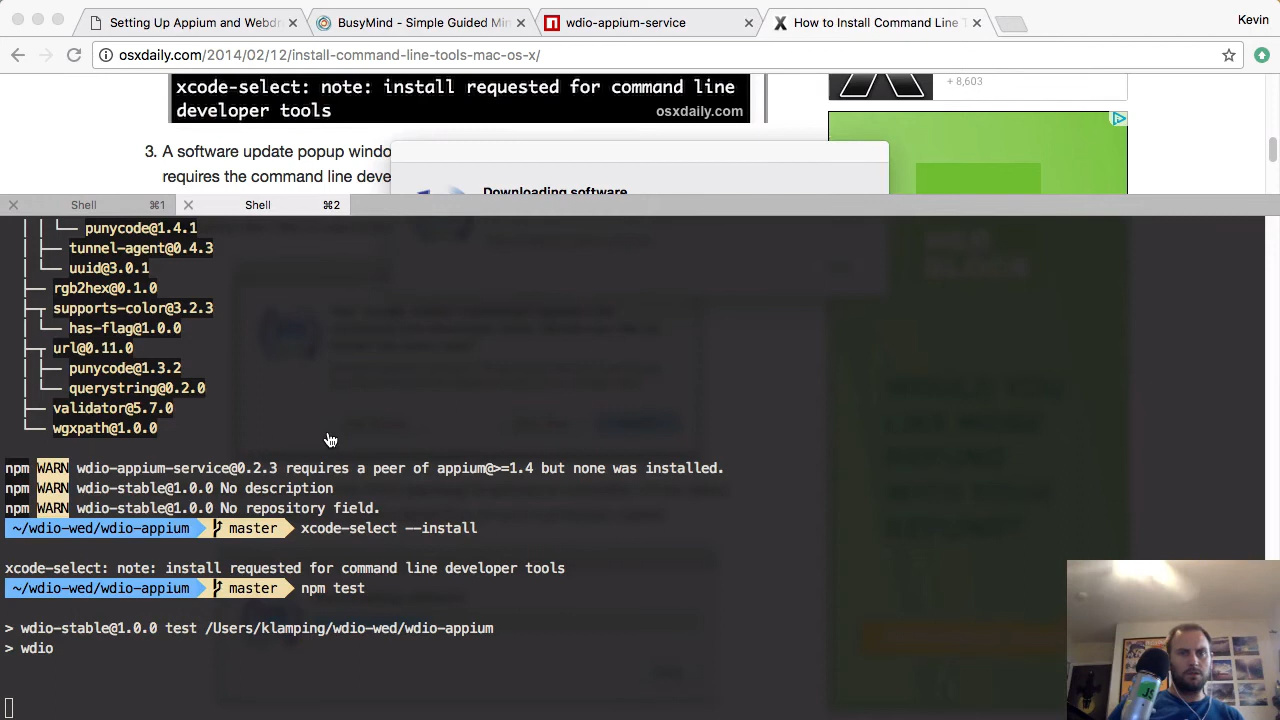 Setting Up Appium and Webdr
BusyMind - Simple Guided Min
wdio-appium-service
How to Install Command Line T
Kevin
osxdaily.com/2014/02/12/install-command-line-tools-mac-os-x/
xcode-select: note: install requested for command line
developer tools
osxdaily.com
+ 8,603
3. A software update popup windo
requires the command line deve
Downloading software
Shell ⌘1
Shell ⌘2
punycode@1.4.1
tunnel-agent@0.4.3
uuid@3.0.1
rgb2hex@0.1.0
supports-color@3.2.3
has-flag@1.0.0
url@0.11.0
punycode@1.3.2
querystring@0.2.0
validator@5.7.0
wgxpath@1.0.0
npm WARN wdio-appium-service@0.2.3 requires a peer of appium@>=1.4 but none was installed.
npm WARN wdio-stable@1.0.0 No description
npm WARN wdio-stable@1.0.0 No repository field.
~/wdio-wed/wdio-appium master xcode-select --install
xcode-select: note: install requested for command line developer tools
~/wdio-wed/wdio-appium master npm test
> wdio-stable@1.0.0 test /Users/klamping/wdio-wed/wdio-appium
> wdio
JS